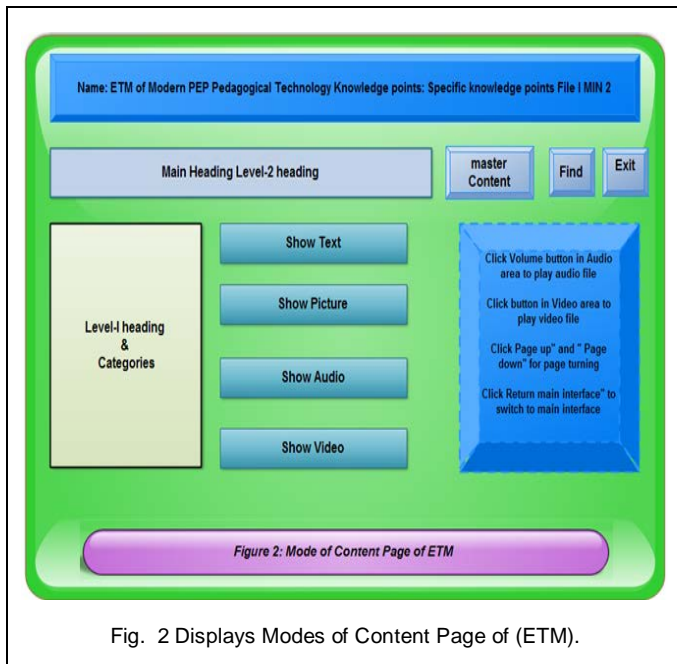 Name: ETM of Modern PEP Pedagogical Technology Knowledge points: Specific knowledge points File I MIN 2
Main Heading Level-2 heading
master
Content
Find
Exit
Level-I heading
&
Categories
Show Text
Show Picture
Show Audio
Show Video
Click Volume button in Audio
area to play audio file
Click button in Video area to
play video file
Click Page up" and " Page
down" for page turning
Click Return main interface" to
switch to main interface
Figure 2: Mode of Content Page of ETM
Fig. 2 Displays Modes of Content Page of (ETM).